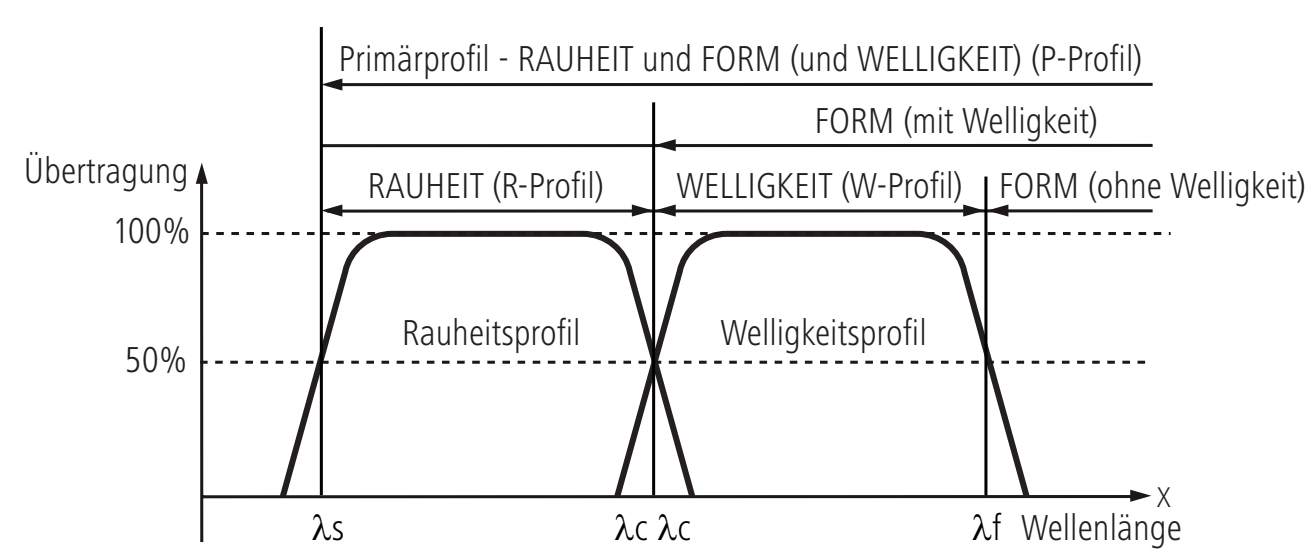 Primärprofil - RAUHEIT und FORM (und WELLIGKEIT) (P-Profil)
FORM (mit Welligkeit)
Übertragung
RAUHEIT (R-Profil)
WELLIGKEIT (W-Profil)
FORM (ohne Welligkeit)
100%
Rauheitsprofil
Welligkeitsprofil
50%
X
λs
λc λc
λf
Wellenlänge